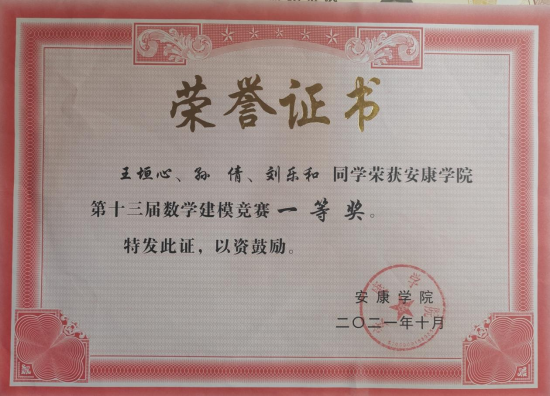 荣誉证书
王恒心、孙 倩、刘乐和 同学荣获安康学院
第十三届数学建模竞赛一等奖。
特发此证，以资鼓励。
安康学院
二〇二一年十月